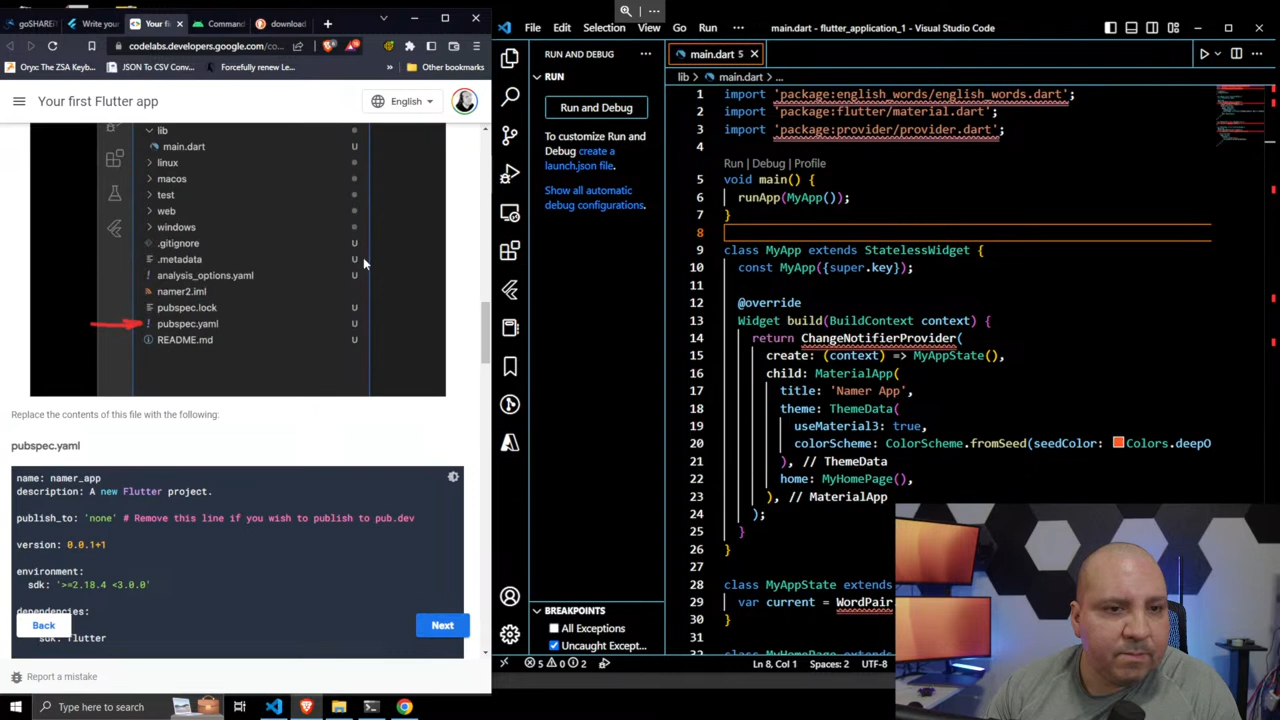 goSHARE
Write your
Your fi
Command
download
codelabs.developers.google.com/co...
Oryx: The ZSA Keyb...
JSON To CSV Conv...
Forcefully renew Le...
Other bookmarks
Your first Flutter app
English
lib
main.dart U
linux
macos
test
web
windows
.gitignore U
.metadata U
analysis_options.yaml U
namer2.iml
pubspec.lock U
pubspec.yaml U
README.md U
Replace the contents of this file with the following:
pubspec.yaml
name: namer_app
description: A new Flutter project.
publish_to: 'none' # Remove this line if you wish to publish to pub.dev
version: 0.0.1+1
environment:
sdk: '>=2.18.4 <3.0.0'
dependencies:
sdk: flutter
Back
Next
Report a mistake
File Edit Selection View Go Run ... main.dart - flutter_application_1 - Visual Studio Code
RUN AND DEBUG
RUN
Run and Debug
To customize Run and
Debug create a
launch.json file.
Show all automatic
debug configurations.
BREAKPOINTS
All Exceptions
Uncaught Except...
main.dart 5
lib > main.dart > ...
1 import 'package:english_words/english_words.dart';
2 import 'package:flutter/material.dart';
3 import 'package:provider/provider.dart';
4
Run | Debug | Profile
5 void main() {
6 runApp(MyApp());
7 }
8
9 class MyApp extends StatelessWidget {
10 const MyApp({super.key});
11
12 @override
13 Widget build(BuildContext context) {
14 return ChangeNotifierProvider(
15 create: (context) => MyAppState(),
16 child: MaterialApp(
17 title: 'Namer App',
18 theme: ThemeData(
19 useMaterial3: true,
20 colorScheme: ColorScheme.fromSeed(seedColor: Colors.deepO
21 ), // ThemeData
22 home: MyHomePage(),
23 ), // MaterialApp
24 );
25 }
26 }
27
28 class MyAppState extends
29 var current = WordPair
30 }
31
5 0 2
Ln 8, Col 1 Spaces: 2 UTF-8
Type here to search